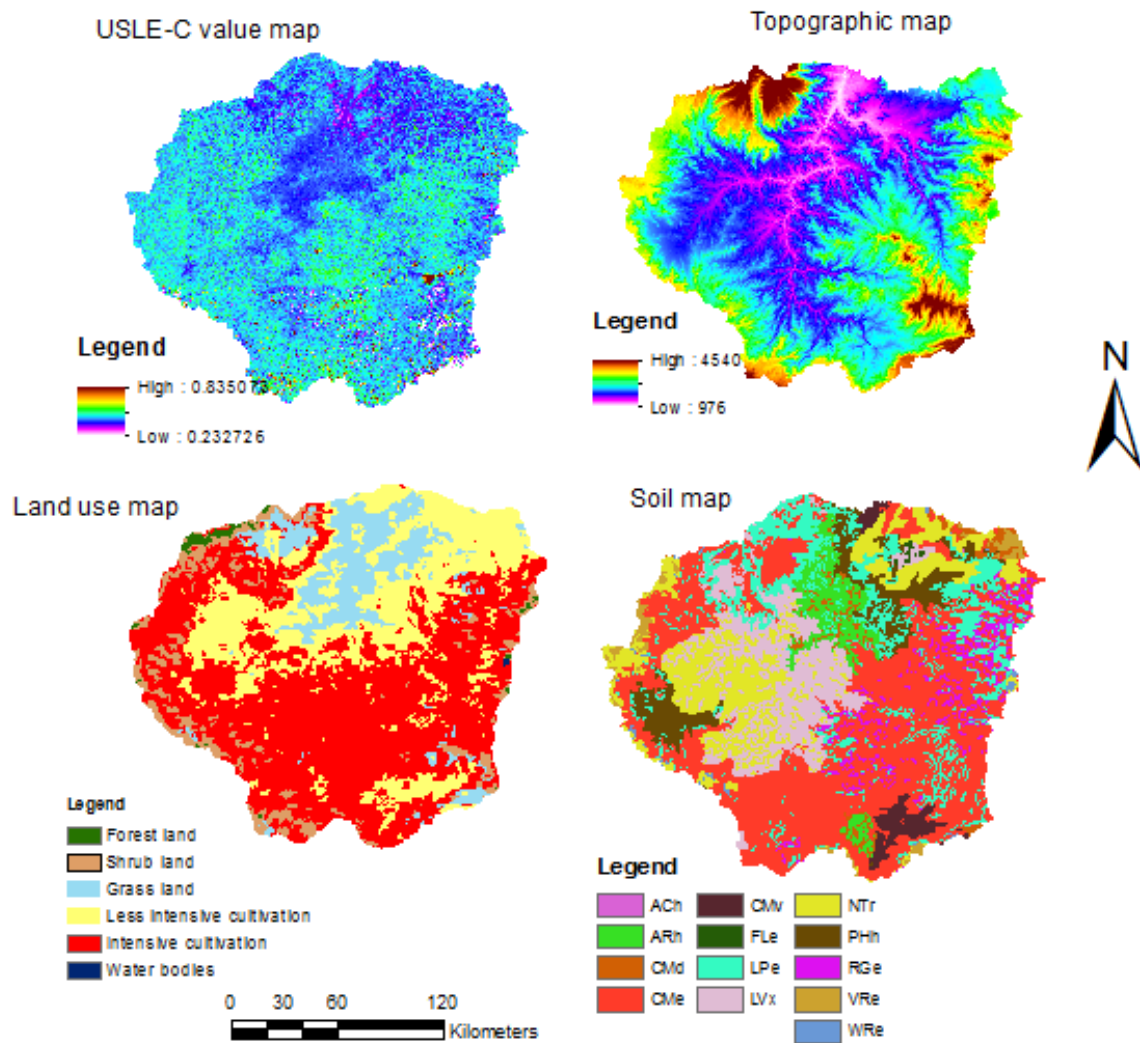 USLE-C value map
Topographic map
Legend
High : 0.835073
Low : 0.232726
Legend
High : 4540
Low : 976
N
Land use map
Soil map
Legend
Forest land
Shrub land
Grass land
Less intensive cultivation
Intensive cultivation
Water bodies
0 30 60 120
Kilometers
Legend
ACh CMv NTr
ARh FLe PHh
CMd LPe RGe
CMe LVx VRe
WRe